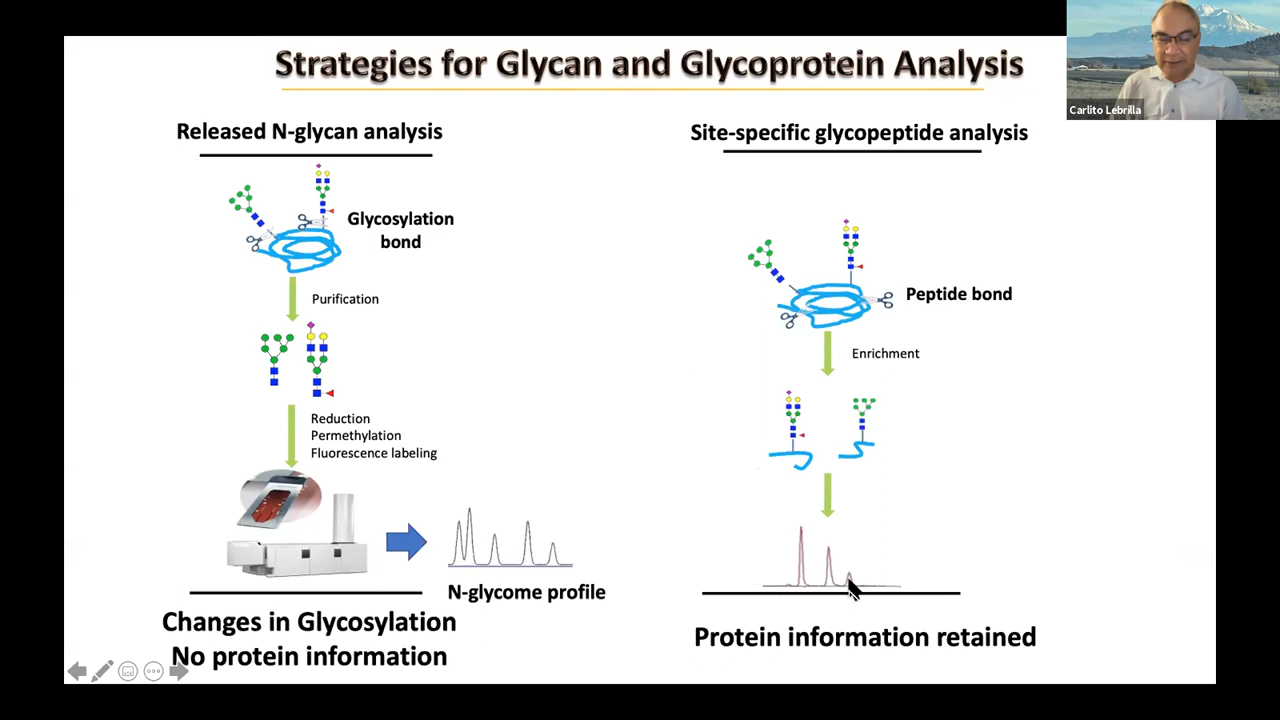 Strategies for Glycan and Glycoprotein Analysis
Carlito Lebrilla
Released N-glycan analysis
Glycosylation
bond
Purification
Reduction
Permethylation
Fluorescence labeling
N-glycome profile
Changes in Glycosylation
No protein information
Site-specific glycopeptide analysis
Peptide bond
Enrichment
Protein information retained